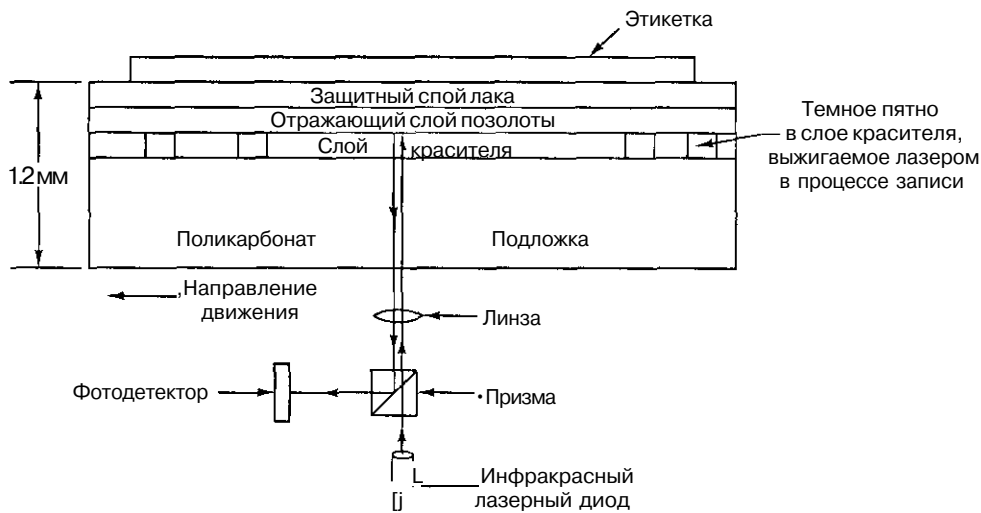 Этикетка
Защитный спой лака
Отражающий слой позолоты
Слой красителя
Темное пятно
в слое красителя,
выжигаемое лазером
в процессе записи
1.2 мм
Поликарбонат Подложка
,Направление
движения
Линза
Фотодетектор
•Призма
L Инфракрасный
[j лазерный диод